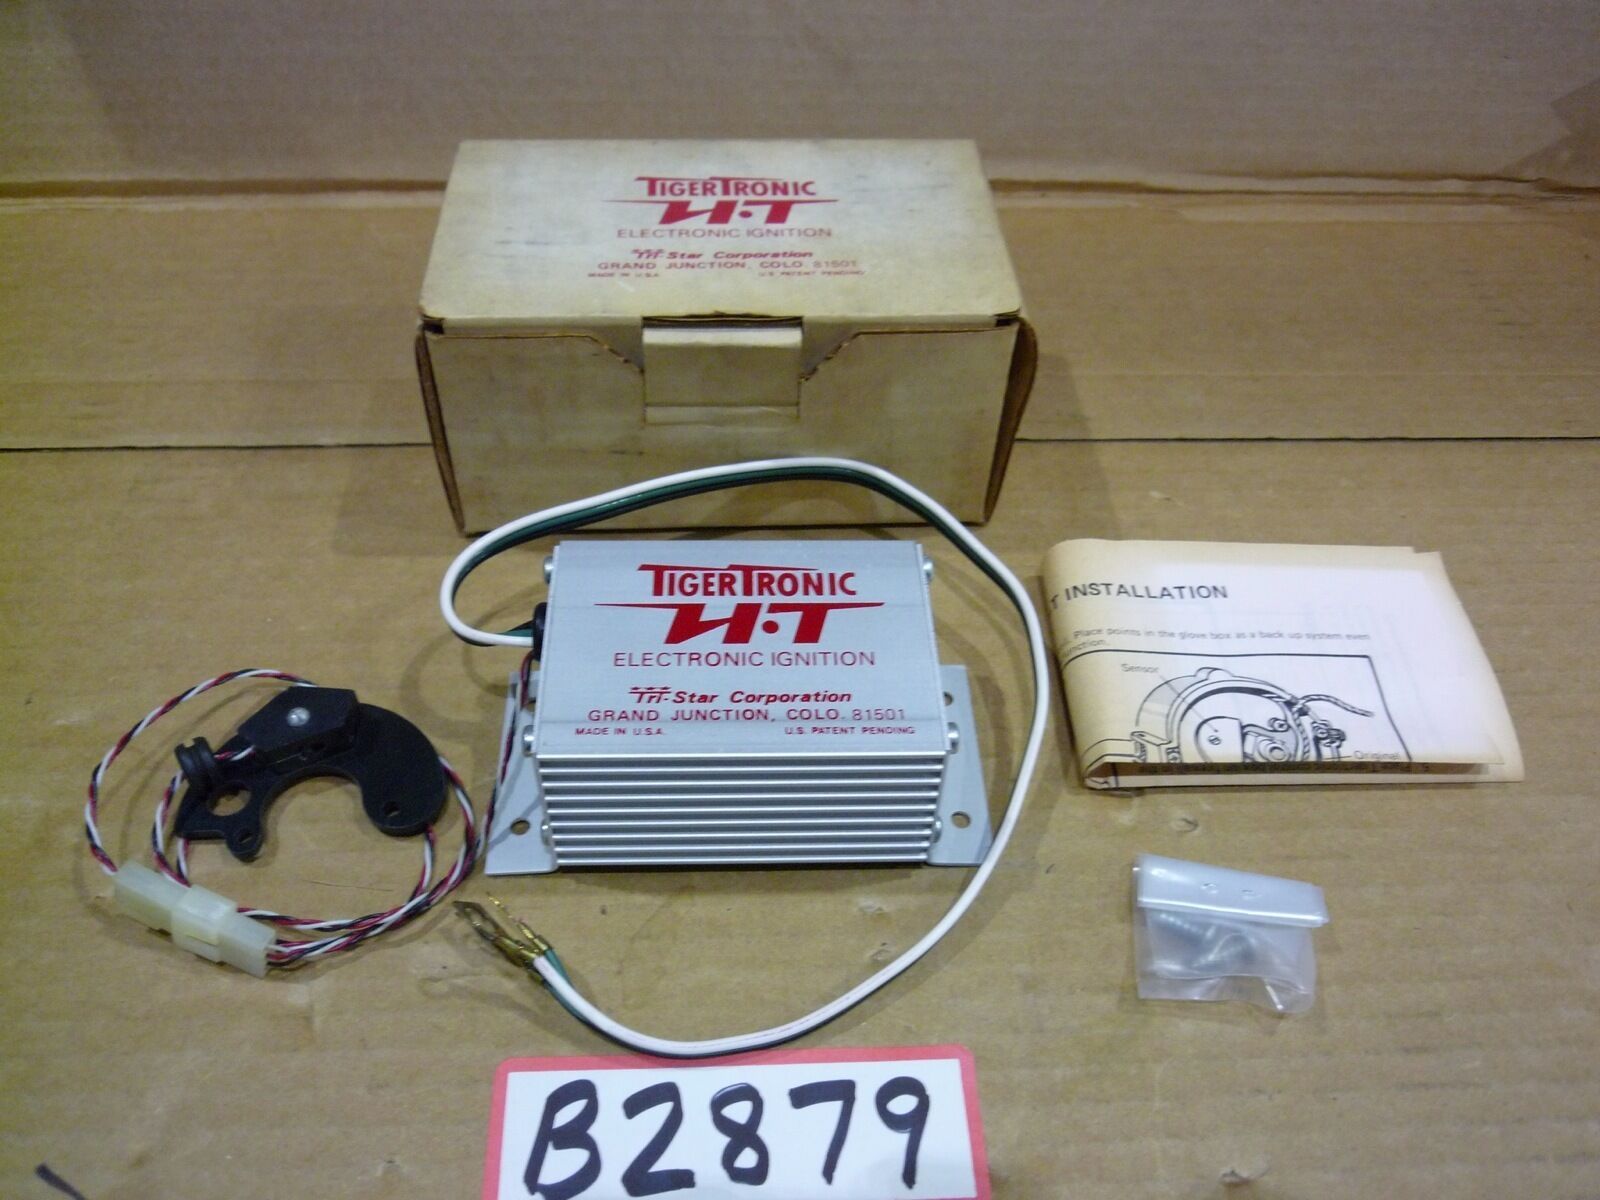 TIGERTRONIC
H·T
ELECTRONIC IGNITION
Tri-Star Corporation
GRAND JUNCTION, COLO. 81501
MADE IN U.S.A.
U.S. PATENT PENDING
TIGERTRONIC
H·T
ELECTRONIC IGNITION
Tri-Star Corporation
GRAND JUNCTION, COLO. 81501
MADE IN U.S.A.
U.S. PATENT PENDING
T INSTALLATION
Place points in the glove box as a back up system even
Sensor
Original
B2879